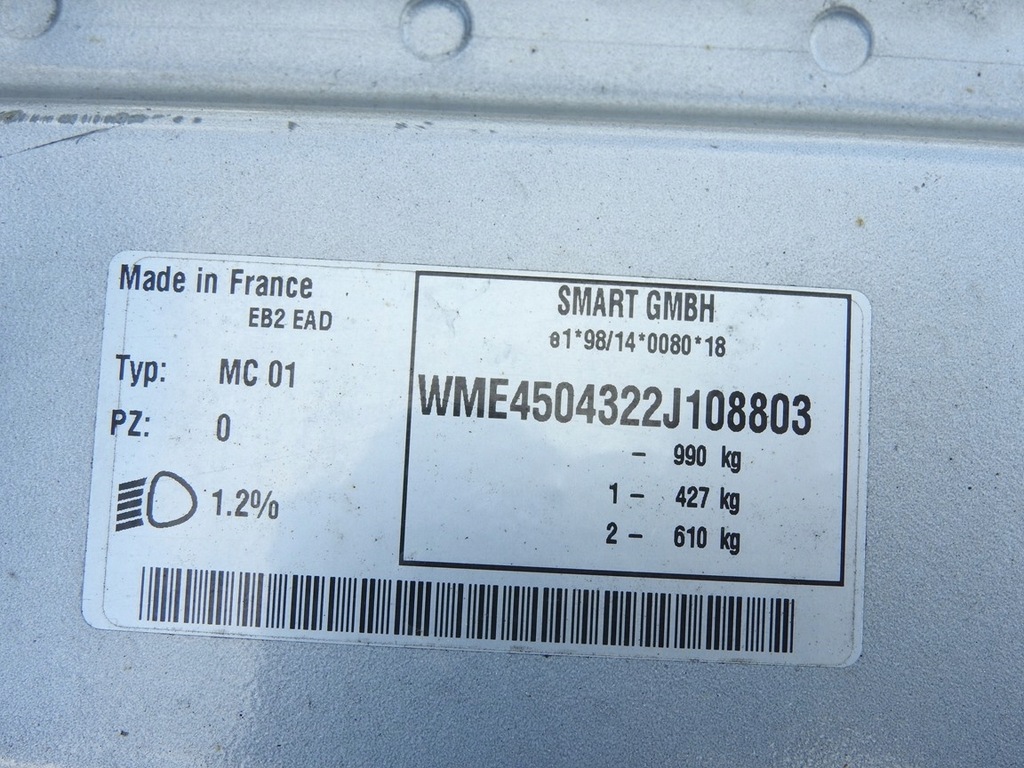 Made in France
EB2 EAD
Typ: MC 01
PZ: 0
1.2%
SMART GMBH
e1*98/14*0080*18
WME4504322J108803
- 990 kg
1 - 427 kg
2 - 610 kg